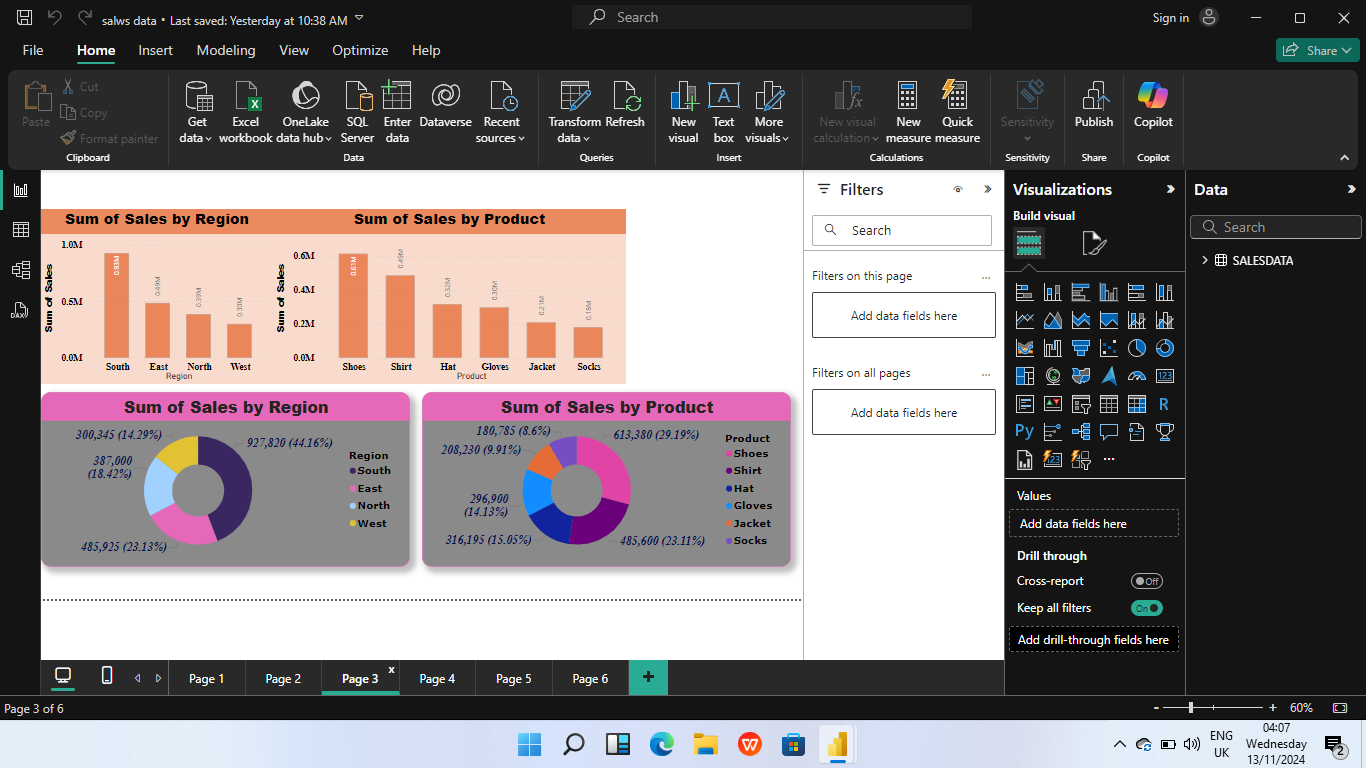 salws data • Last saved: Yesterday at 10:38 AM
Search
Sign in
File Home Insert Modeling View Optimize Help
Share
Paste
Cut
Copy
Format painter
Clipboard
Get data
Excel workbook
OneLake data hub
SQL Server
Enter data
Dataverse
Recent sources
Data
Transform data
Refresh
Queries
New visual
Text box
More visuals
Insert
New visual calculation
New measure
Quick measure
Calculations
Sensitivity
Sensitivity
Publish
Share
Copilot
Copilot
DAX
Sum of Sales by Region
Sum of Sales
1.0M
0.5M
0.0M
0.93M 0.49M 0.39M 0.30M
South East North West
Region
Sum of Sales by Product
Sum of Sales
0.6M
0.4M
0.2M
0.0M
0.61M 0.49M 0.32M 0.30M 0.21M 0.18M
Shoes Shirt Hat Gloves Jacket Socks
Product
Sum of Sales by Region
300,345 (14.29%)
927,820 (44.16%)
387,000
(18.42%)
485,925 (23.13%)
Region
South
East
North
West
Sum of Sales by Product
180,785 (8.6%)
613,380 (29.19%)
208,230 (9.91%)
296,900
(14.13%)
316,195 (15.05%)
485,600 (23.11%)
Product
Shoes
Shirt
Hat
Gloves
Jacket
Socks
Filters
Search
Filters on this page
...
Add data fields here
Filters on all pages
...
Add data fields here
Visualizations
Build visual
123
R
Py
123
...
Values
Add data fields here
Drill through
Cross-report
Off
Keep all filters
On
Add drill-through fields here
Data
Search
SALESDATA
Page 1 Page 2 Page 3 x Page 4 Page 5 Page 6 +
Page 3 of 6
- + 60%
ENG
UK
04:07
Wednesday
13/11/2024
2